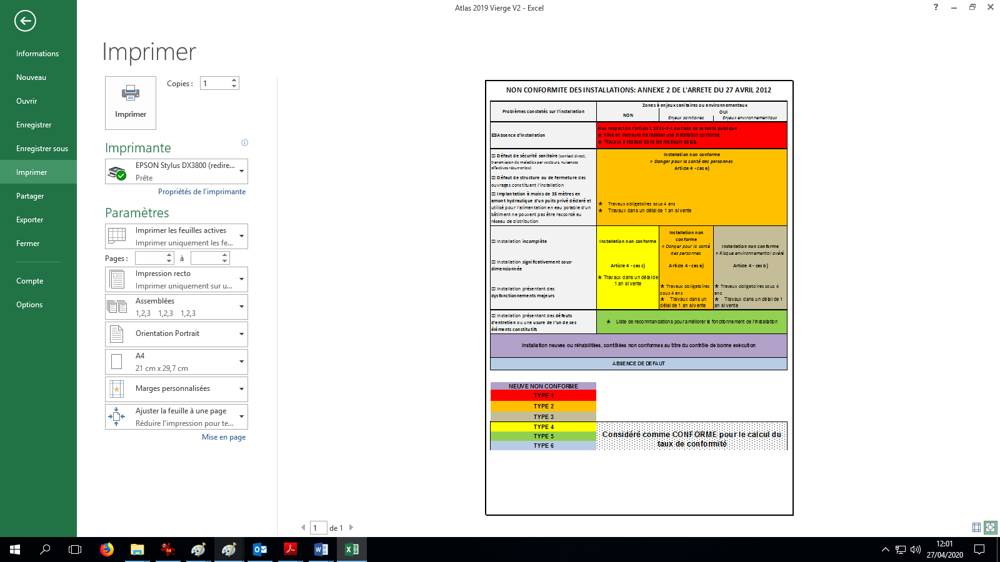 Atlas 2019 Vierge V2 - Excel
?
Informations
Nouveau
Ouvrir
Enregistrer
Enregistrer sous
Imprimer
Partager
Exporter
Fermer
Compte
Options
Imprimer
Imprimer
Copies :
1
Imprimante
EPSON Stylus DX3800 (redire...
Prête
Propriétés de l'imprimante
Paramètres
Imprimer les feuilles actives
Imprimer uniquement les fe...
Pages :
à
Impression recto
Imprimer uniquement sur u...
Assemblées
1,2,3 1,2,3 1,2,3
Orientation Portrait
A4
21 cm x 29,7 cm
Marges personnalisées
Ajuster la feuille à une page
Réduire l'impression pour te...
Mise en page
NON CONFORMITE DES INSTALLATIONS: ANNEXE 2 DE L'ARRETE DU 27 AVRIL 2012
Problèmes constatés sur l'installation
Zones à enjeux sanitaires ou environnementaux
NON
OUI
Enjeux sanitaires
Enjeux environnementaux
Absence d'installation
Non respect de l'article L 1331-1-1 du code de la santé publique
* Mise en demeure de réaliser une installation conforme
* Travaux à réaliser dans les meilleurs délais
Défaut de sécurité sanitaire (contact direct,
transmission de maladies par vecteurs, nuisances
olfactives récurrentes)
Défaut de structure ou de fermeture des
ouvrages constituant l'installation
Implantation à moins de 35 mètres en
amont hydraulique d'un puits privé déclaré et
utilisé pour l'alimentation en eau potable d'un
bâtiment ne pouvant pas être raccordé au
réseau de distribution
Installation non conforme
> Danger pour la santé des personnes
Article 4 - cas a)
* Travaux obligatoires sous 4 ans
* Travaux dans un délai de 1 an si vente
Installation incomplète
Installation significativement sous-
dimensionnée
Installation présentant des
dysfonctionnements majeurs
Installation non conforme
Article 4 - cas c)
* Travaux dans un délai de
1 an si vente
Installation non
conforme
> Danger pour la santé
des personnes
Article 4 - cas a)
* Travaux obligatoires
sous 4 ans
* Travaux dans un
délai de 1 an si vente
Installation non conforme
> Risque environnemental avéré
Article 4 - cas b)
* Travaux obligatoires sous 4
ans
* Travaux dans un délai de 1
an si vente
Installation présentant des défauts
d'entretien ou une usure de l'un de ses
éléments constitutifs
* Liste de recommandations pour améliorer le fonctionnement de l'installation
Installation neuves ou réhabilitées, contôlées non conformes au titre du contrôle de bonne exécution
ABSENCE DE DEFAUT
NEUVE NON CONFORME
TYPE 1
TYPE 2
TYPE 3
TYPE 4
TYPE 5
TYPE 6
Considéré comme CONFORME pour le calcul du
taux de conformité
1 de 1
64
12:01
27/04/2020